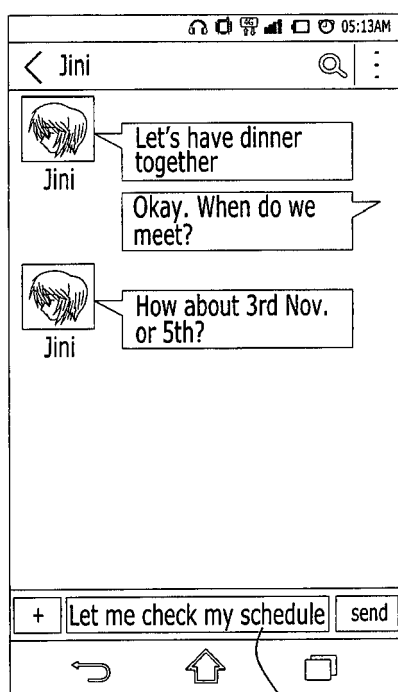 4G 05:13AM
Jini
Let's have dinner
together
Jini
Okay. When do we
meet?
How about 3rd Nov.
or 5th?
Jini
+ Let me check my schedule send